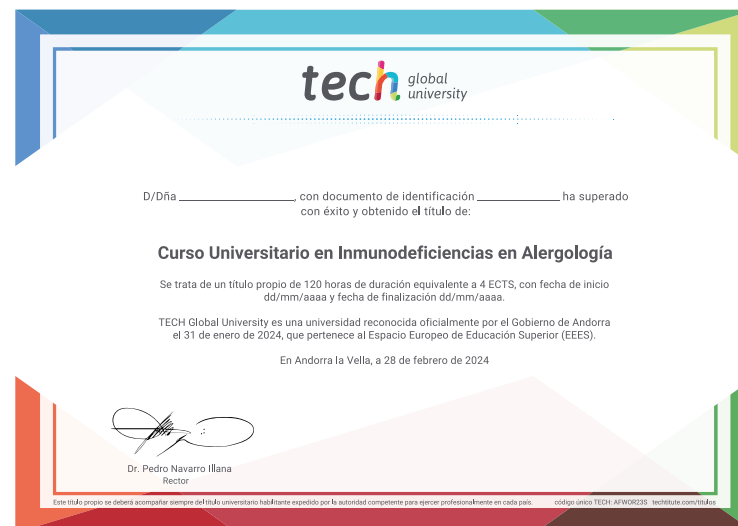 tech global university
D/Dña ____________, con documento de identificación ____________ ha superado
con éxito y obtenido el título de:
Curso Universitario en Inmunodeficiencias en Alergología
Se trata de un título propio de 120 horas de duración equivalente a 4 ECTS, con fecha de inicio
dd/mm/aaaa y fecha de finalización dd/mm/aaaa.
TECH Global University es una universidad reconocida oficialmente por el Gobierno de Andorra
el 31 de enero de 2024, que pertenece al Espacio Europeo de Educación Superior (EEES).
En Andorra la Vella, a 28 de febrero de 2024
Dr. Pedro Navarro Illana
Rector
Este título propio se deberá acompañar siempre del título universitario habilitante expedido por la autoridad competente para ejercer profesionalmente en cada país. código único TECH: AFWOR23S techtitute.com/titulos